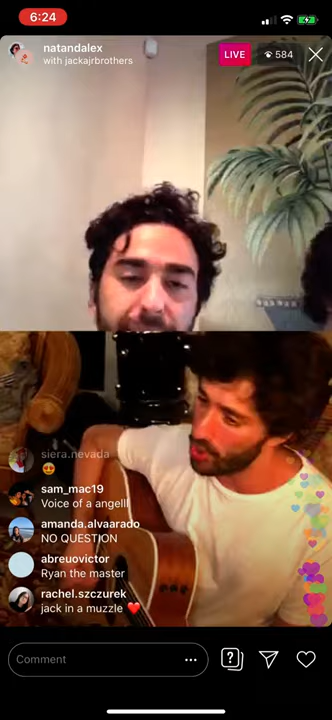 6:24
natandalex
with jackajrbrothers
LIVE
584
siera.nevada
😍
sam_mac19
Voice of a angelll
amanda.alvaarado
NO QUESTION
abreuovictor
Ryan the master
rachel.szczurek
jack in a muzzle ❤️
Comment